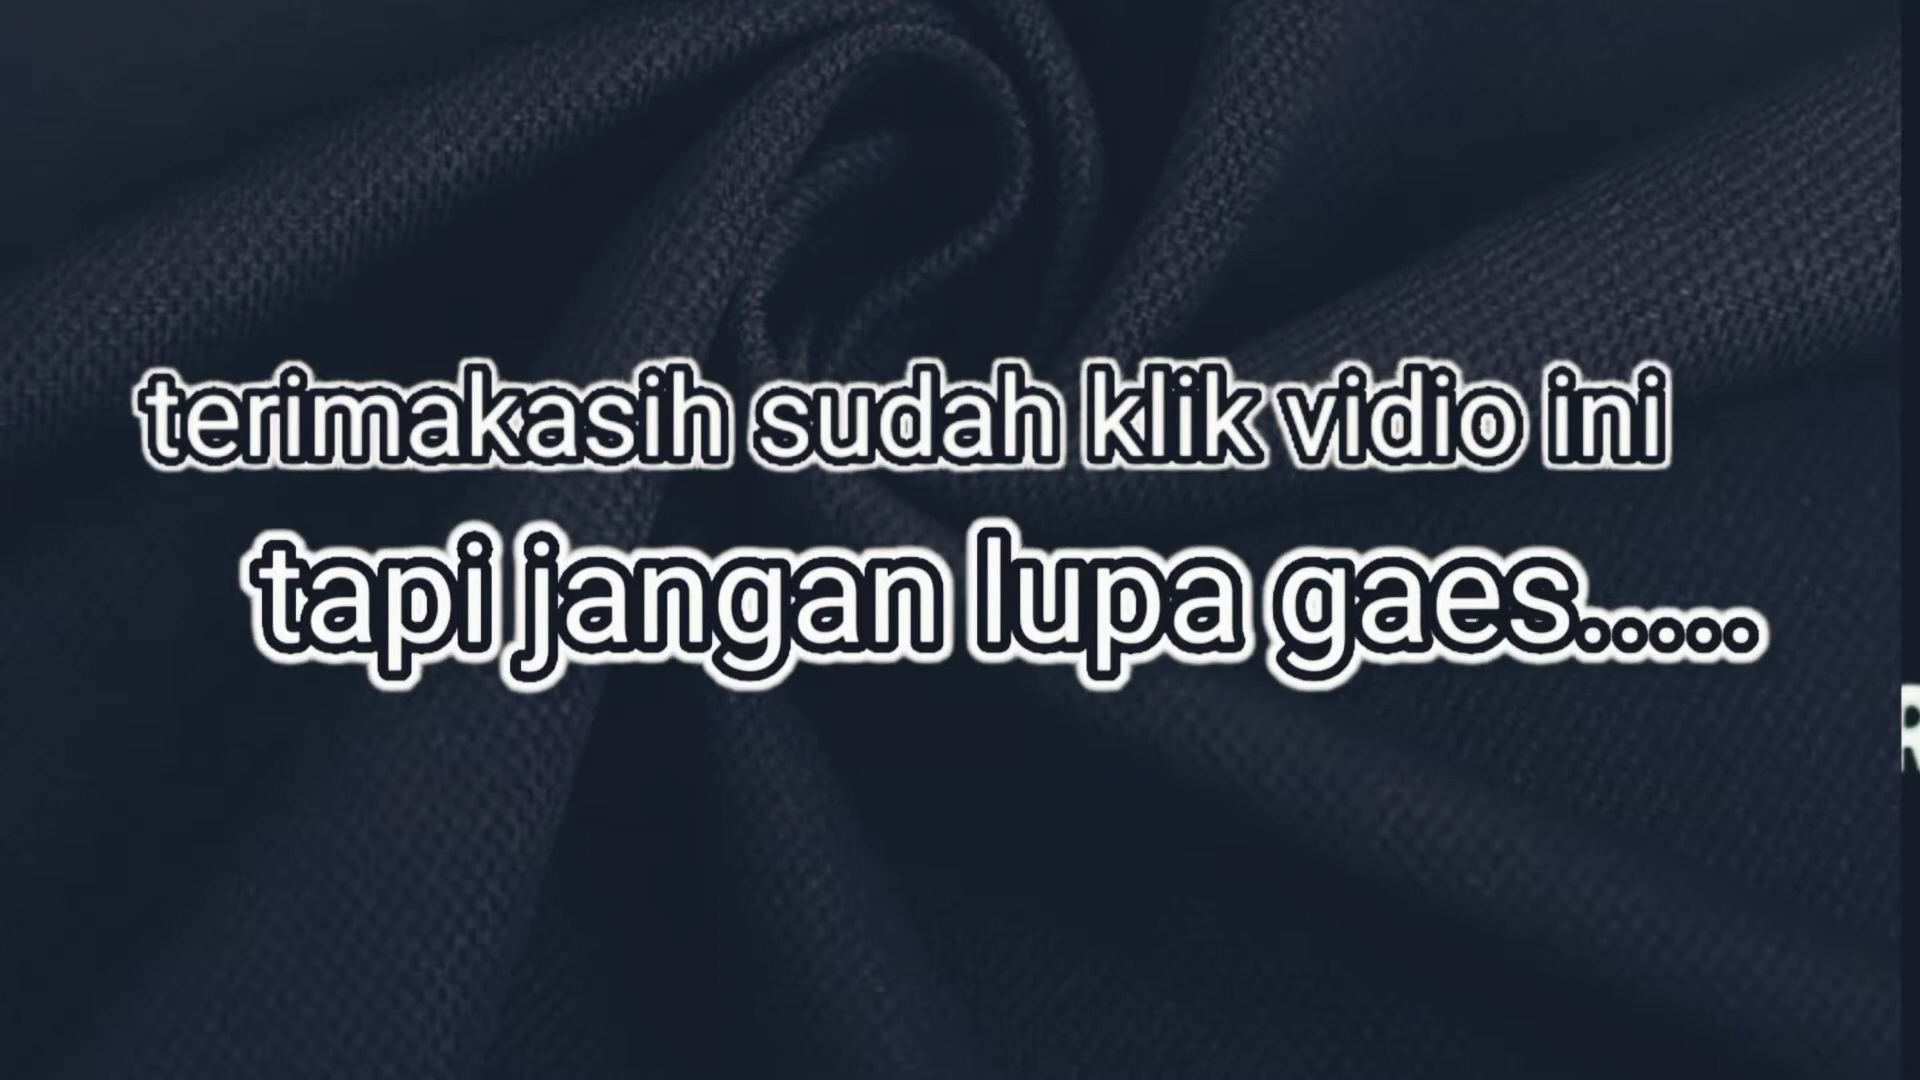 terimakasih sudah klik vidio ini
tapi jangan lupa gaes.....